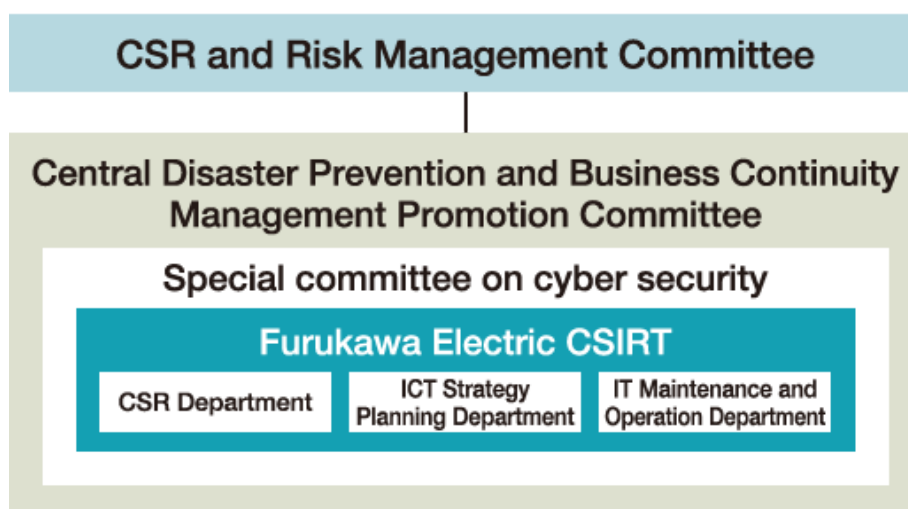 CSR and Risk Management Committee
Central Disaster Prevention and Business Continuity
Management Promotion Committee
Special committee on cyber security
Furukawa Electric CSIRT
CSR Department
ICT Strategy
Planning Department
IT Maintenance and
Operation Department